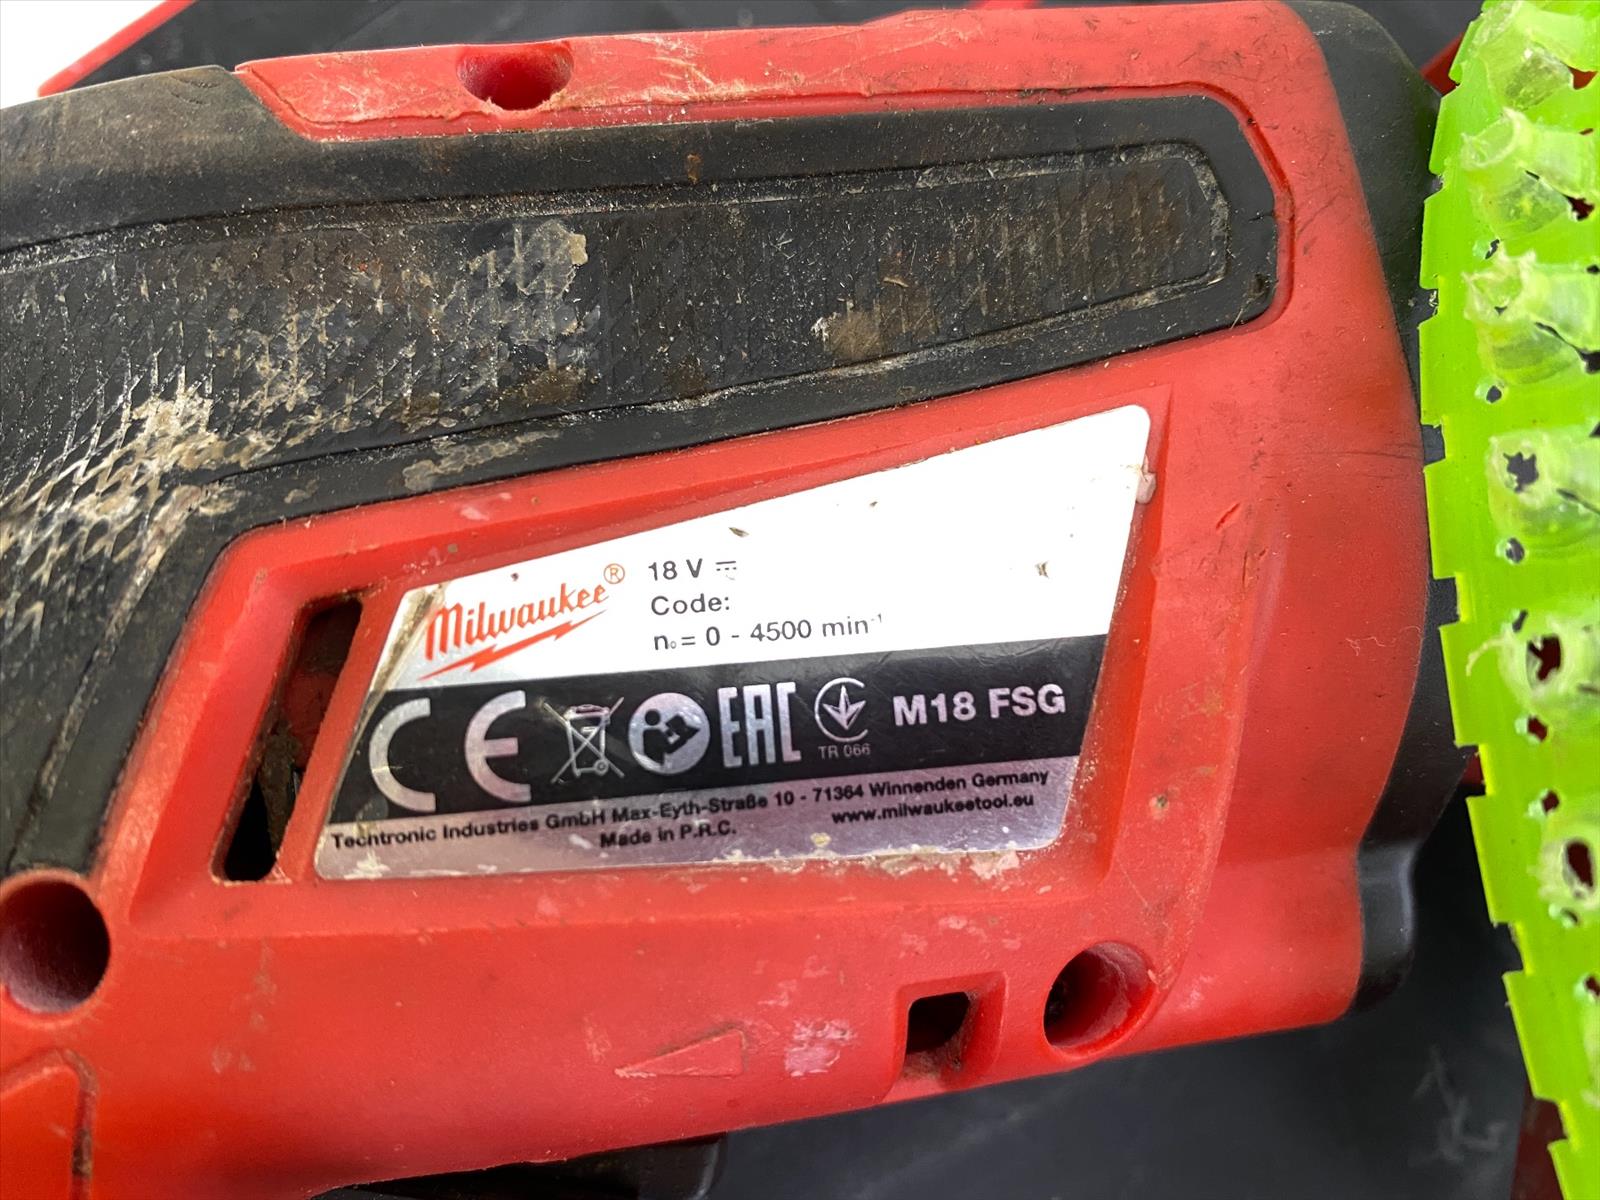 Milwaukee®
18 V ⎓
Code:
n₀ = 0 - 4500 min⁻¹
CE
EAC
TR 066
M18 FSG
Techtronic Industries GmbH Max-Eyth-Straße 10 - 71364 Winnenden Germany
Made in P.R.C.
www.milwaukeetool.eu